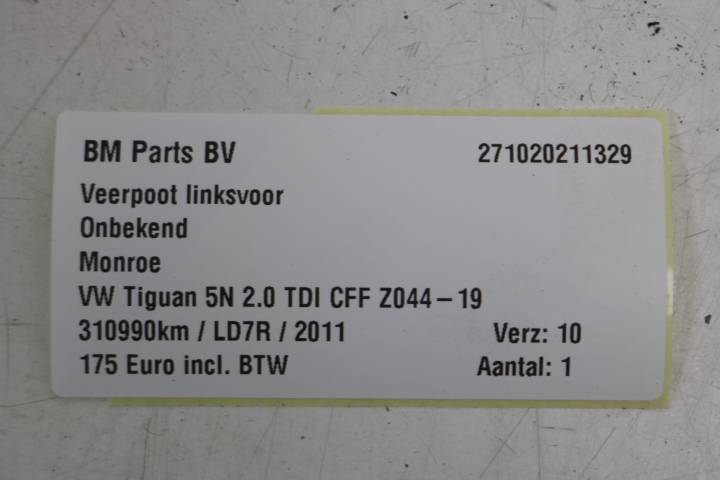 BM Parts BV 271020211329
Veerpoot linksvoor
Onbekend
Monroe
VW Tiguan 5N 2.0 TDI CFF Z044-19
310990km / LD7R / 2011 Verz: 10
175 Euro incl. BTW Aantal: 1